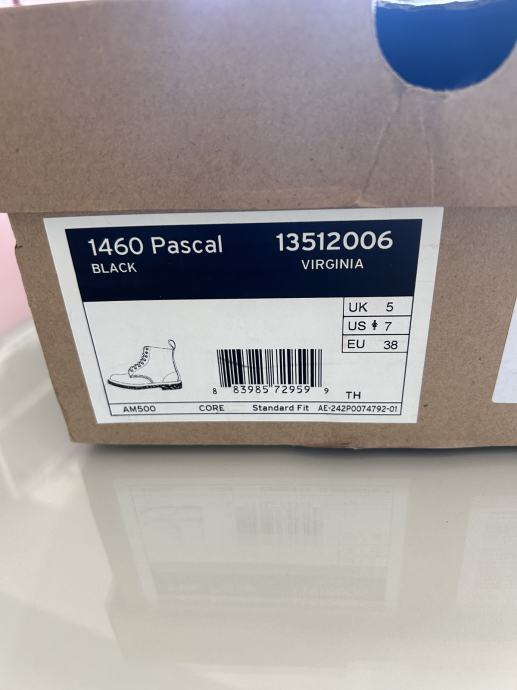 1460 Pascal 13512006
BLACK VIRGINIA
UK 5
US 7
EU 38
8 83985 72959 9
TH
AM500 CORE Standard Fit AE-242P0074792-01